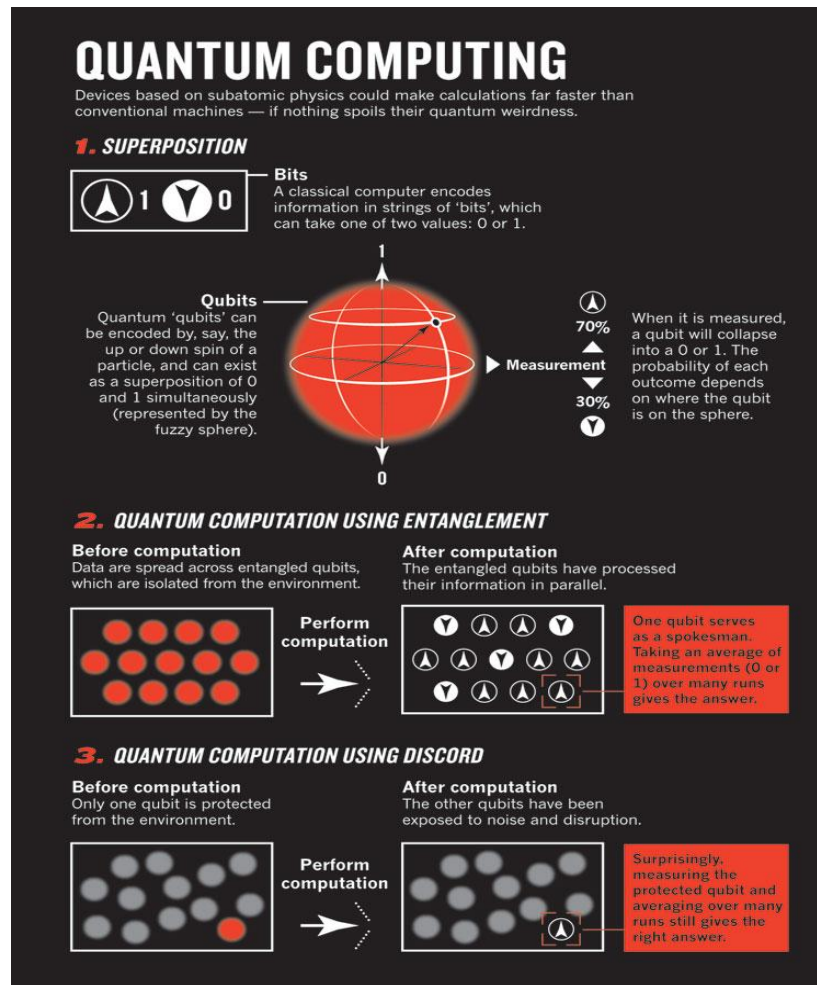 QUANTUM COMPUTING
Devices based on subatomic physics could make calculations far faster than
conventional machines — if nothing spoils their quantum weirdness.
1. SUPERPOSITION
1 0
Bits
A classical computer encodes
information in strings of ‘bits’, which
can take one of two values: 0 or 1.
1
Qubits
Quantum ‘qubits’ can
be encoded by, say, the
up or down spin of a
particle, and can exist
as a superposition of 0
and 1 simultaneously
(represented by the
fuzzy sphere).
0
70%
Measurement
30%
When it is measured,
a qubit will collapse
into a 0 or 1. The
probability of each
outcome depends
on where the qubit
is on the sphere.
2. QUANTUM COMPUTATION USING ENTANGLEMENT
Before computation
Data are spread across entangled qubits,
which are isolated from the environment.
Perform
computation
After computation
The entangled qubits have processed
their information in parallel.
One qubit serves
as a spokesman.
Taking an average of
measurements (0 or
1) over many runs
gives the answer.
3. QUANTUM COMPUTATION USING DISCORD
Before computation
Only one qubit is protected
from the environment.
Perform
computation
After computation
The other qubits have been
exposed to noise and disruption.
Surprisingly,
measuring the
protected qubit and
averaging over many
runs still gives the
right answer.